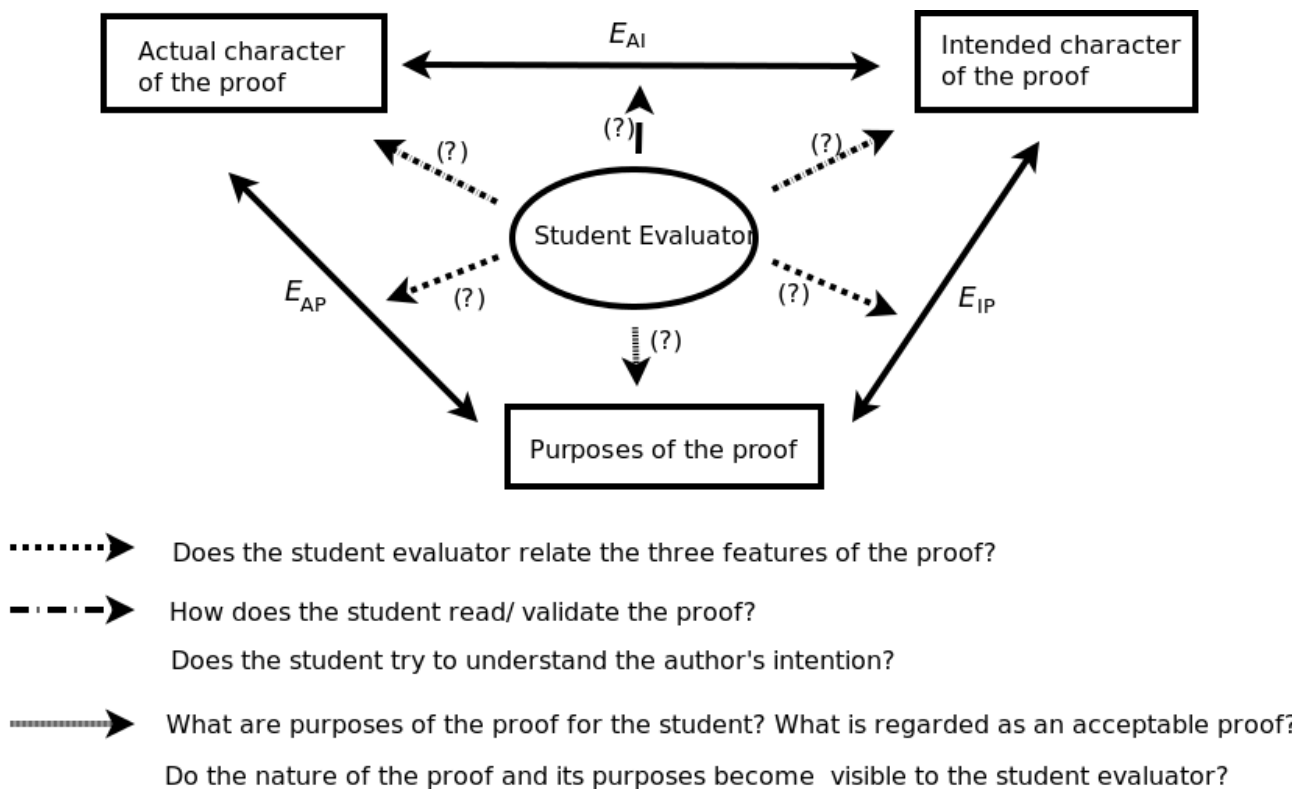 Actual character
of the proof
E_AI
Intended character
of the proof
(?)
(?)
(?)
Student Evaluator
E_AP
(?)
(?)
E_IP
(?)
Purposes of the proof
Does the student evaluator relate the three features of the proof?
How does the student read/ validate the proof?
Does the student try to understand the author's intention?
What are purposes of the proof for the student? What is regarded as an acceptable proof?
Do the nature of the proof and its purposes become visible to the student evaluator?